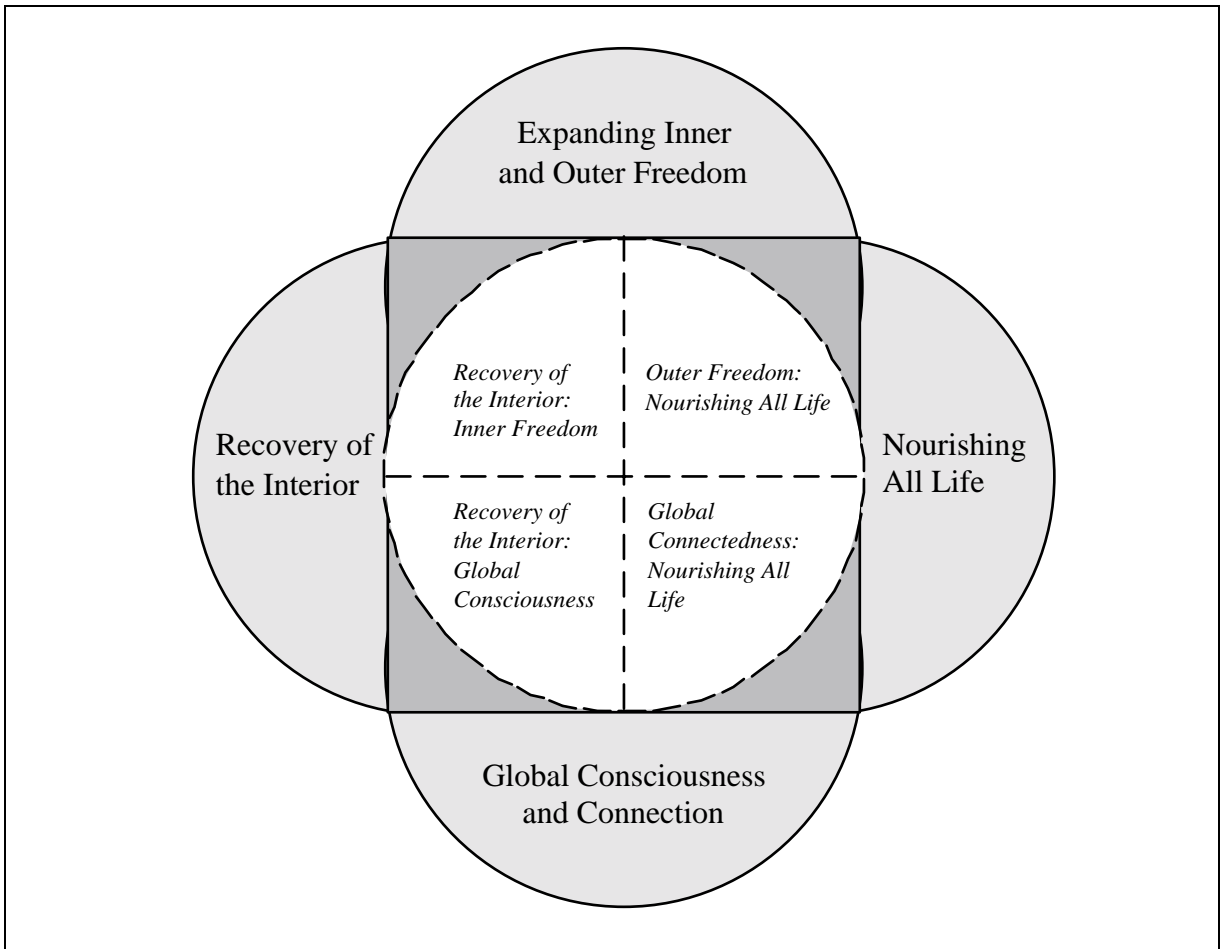 Expanding Inner
and Outer Freedom
Recovery of
the Interior
Recovery of
the Interior:
Inner Freedom
Outer Freedom:
Nourishing All Life
Nourishing
All Life
Recovery of
the Interior:
Global
Consciousness
Global
Connectedness:
Nourishing All
Life
Global Consciousness
and Connection